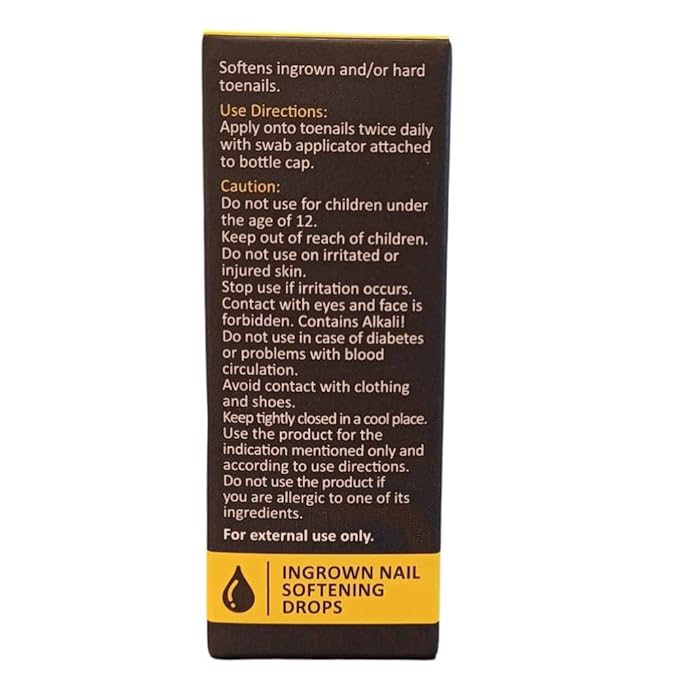 Softens ingrown and/or hard
toenails.
Use Directions:
Apply onto toenails twice daily
with swab applicator attached
to bottle cap.
Caution:
Do not use for children under
the age of 12.
Keep out of reach of children.
Do not use on irritated or
injured skin.
Stop use if irritation occurs.
Contact with eyes and face is
forbidden. Contains Alkali!
Do not use in case of diabetes
or problems with blood
circulation.
Avoid contact with clothing
and shoes.
Keep tightly closed in a cool place.
Use the product for the
indication mentioned only and
according to use directions.
Do not use the product if
you are allergic to one of its
ingredients.
For external use only.
INGROWN NAIL
SOFTENING
DROPS